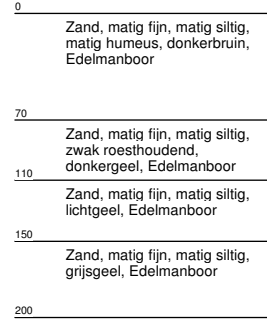 0
Zand, matig fijn, matig siltig,
matig humeus, donkerbruin,
Edelmanboor
70
Zand, matig fijn, matig siltig,
zwak roesthoudend,
donkergeel, Edelmanboor
110
Zand, matig fijn, matig siltig,
lichtgeel, Edelmanboor
150
Zand, matig fijn, matig siltig,
grijsgeel, Edelmanboor
200